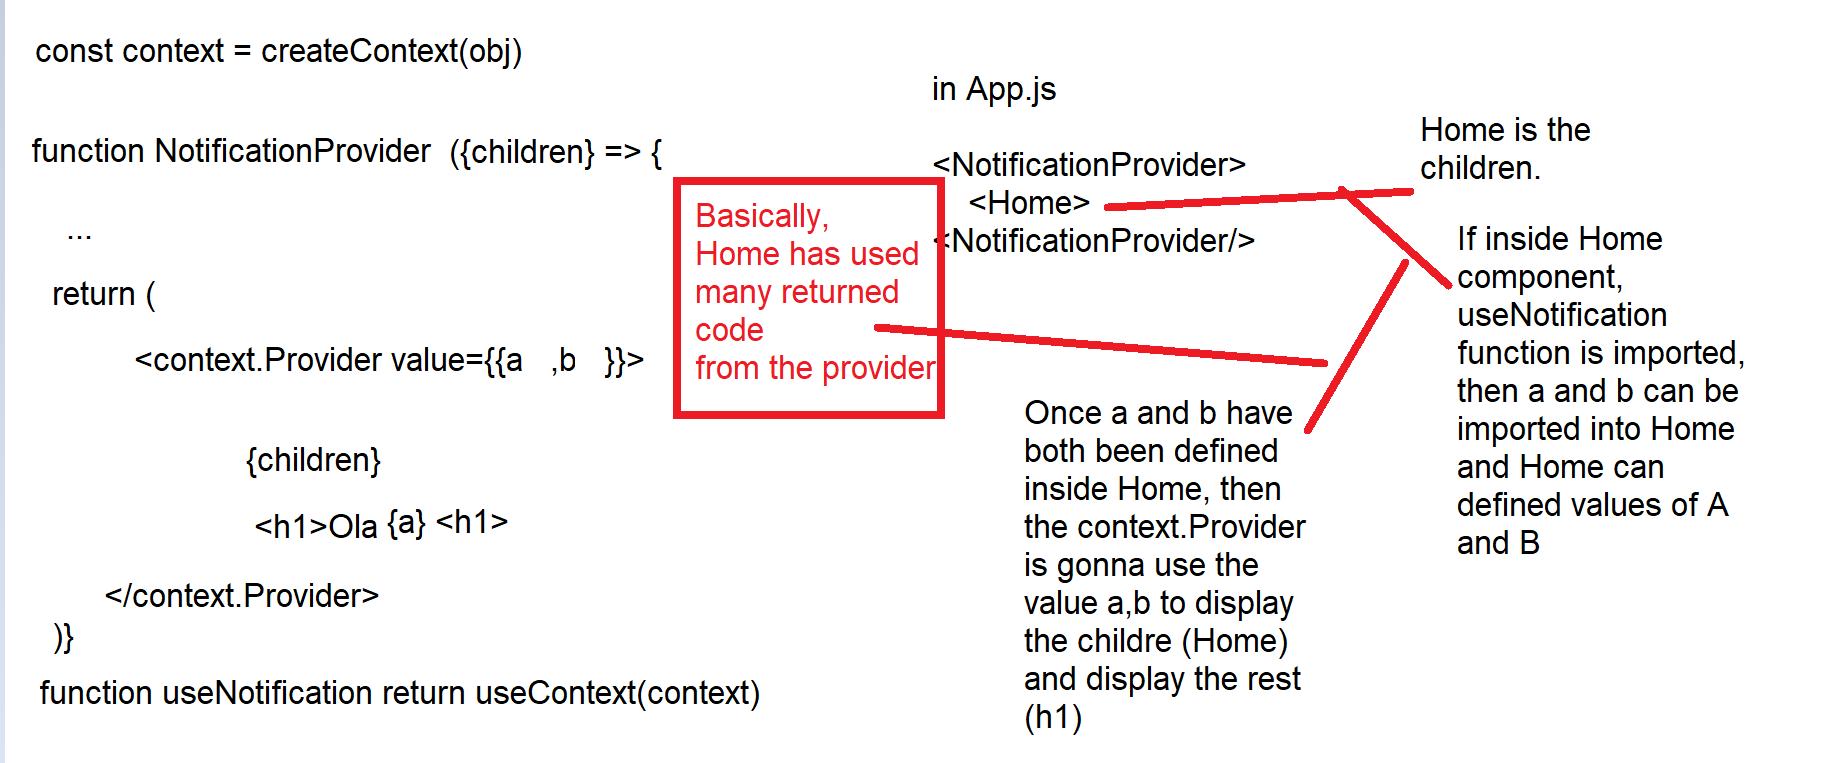 const context = createContext(obj)
function NotificationProvider ({children} => {
...
return (
<context.Provider value={{a ,b }}>
{children}
<h1>Ola {a} <h1>
</context.Provider>
)}
function useNotification return useContext(context)
Basically,
Home has used
many returned
code
from the provider
in App.js
<NotificationProvider>
<Home>
<NotificationProvider/>
Home is the
children.
If inside Home
component,
useNotification
function is imported,
then a and b can be
imported into Home
and Home can
defined values of A
and B
Once a and b have
both been defined
inside Home, then
the context.Provider
is gonna use the
value a,b to display
the childre (Home)
and display the rest
(h1)